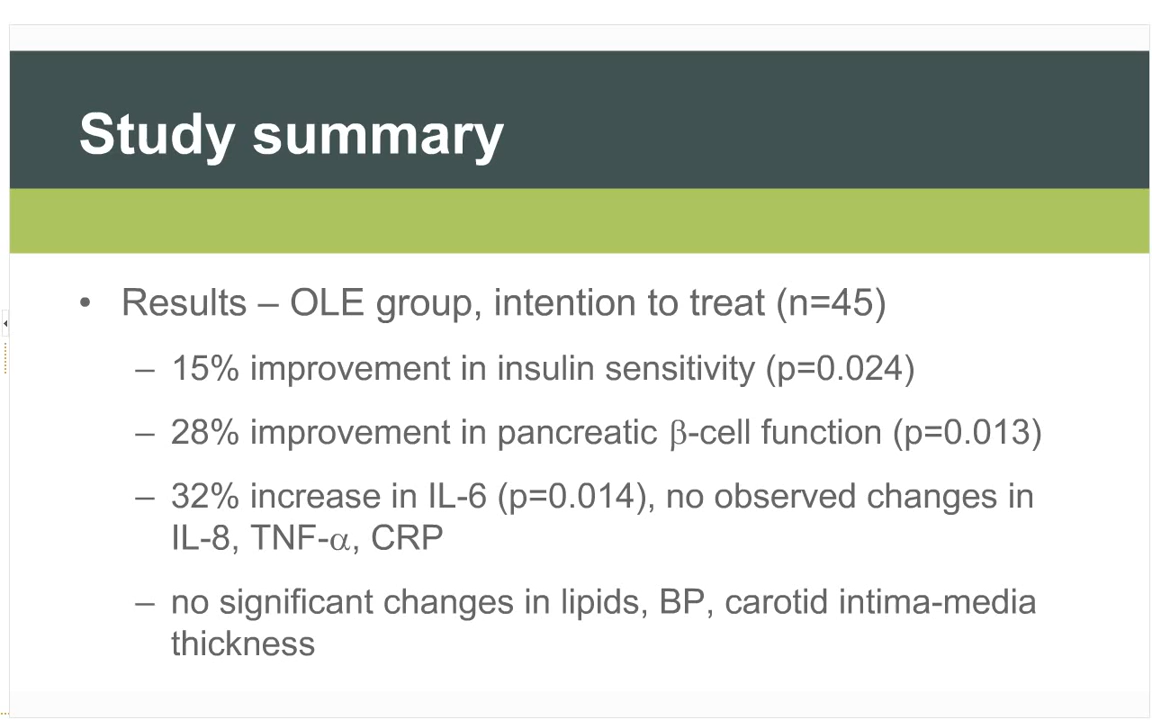 Study summary
• Results – OLE group, intention to treat (n=45)
– 15% improvement in insulin sensitivity (p=0.024)
– 28% improvement in pancreatic β-cell function (p=0.013)
– 32% increase in IL-6 (p=0.014), no observed changes in
IL-8, TNF-α, CRP
– no significant changes in lipids, BP, carotid intima-media
thickness